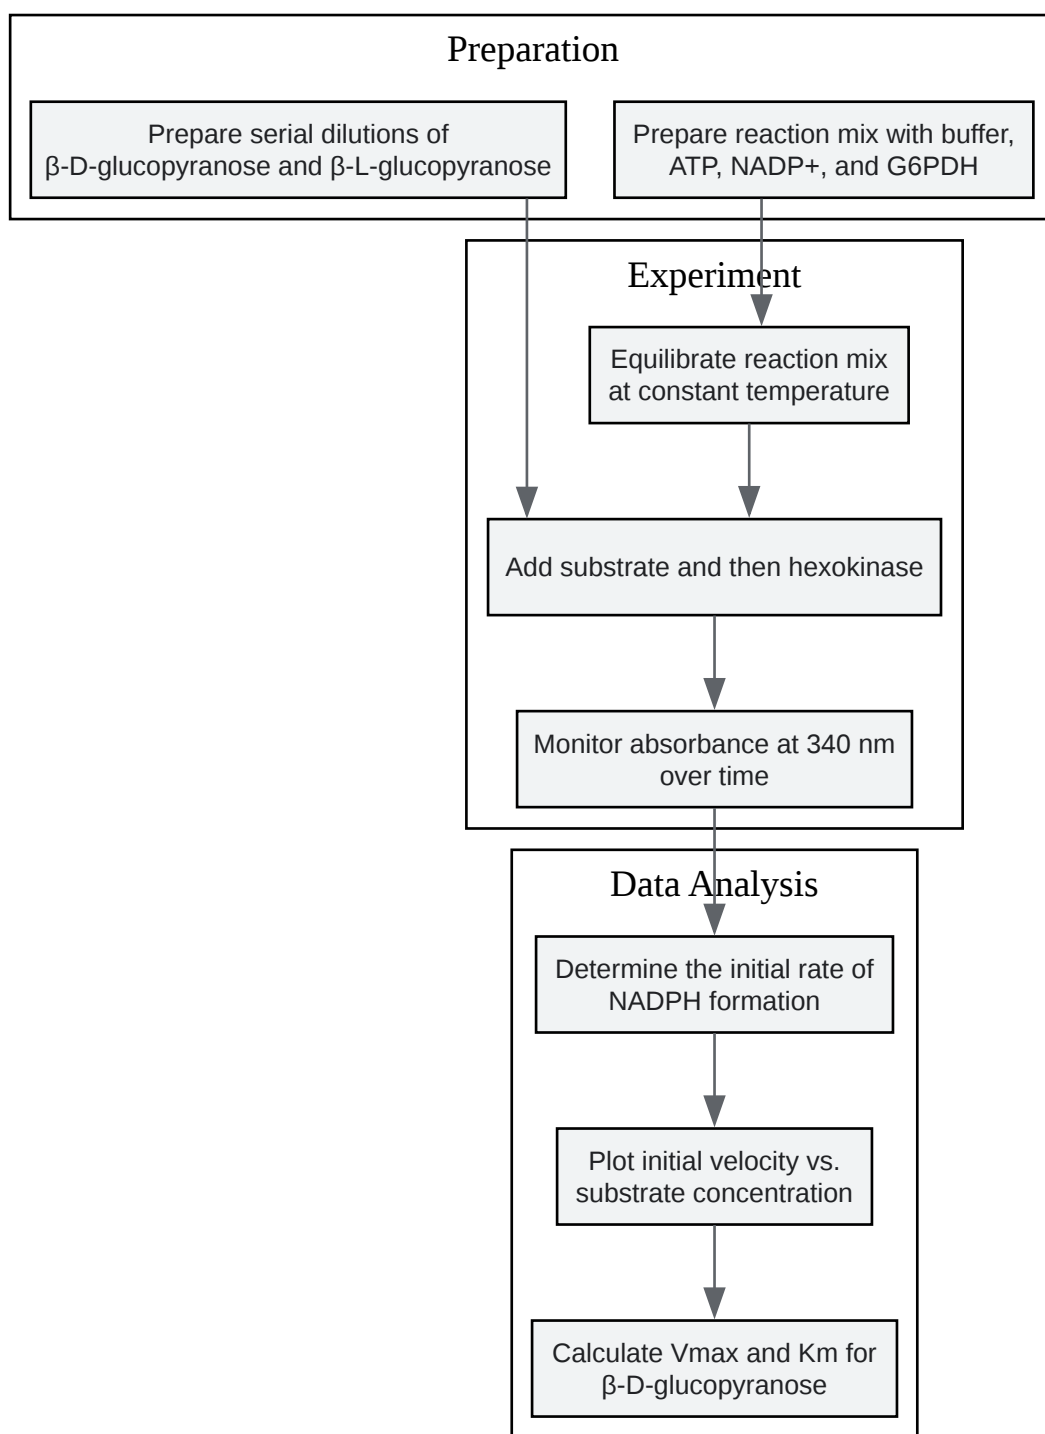 Preparation
Prepare serial dilutions of
β-D-glucopyranose and β-L-glucopyranose
Prepare reaction mix with buffer,
ATP, NADP+, and G6PDH
Experiment
Equilibrate reaction mix
at constant temperature
Add substrate and then hexokinase
Monitor absorbance at 340 nm
over time
Data Analysis
Determine the initial rate of
NADPH formation
Plot initial velocity vs.
substrate concentration
Calculate Vmax and Km for
β-D-glucopyranose